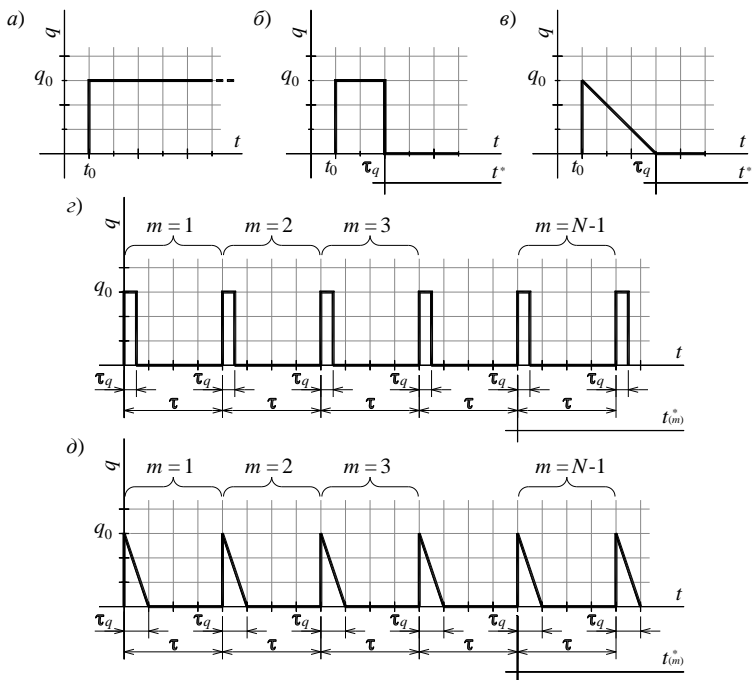 а) q б) q в) q
q₀ q₀ q₀
t t t
t₀ t₀ τq t₀ τq
t* t*
г) q m = 1 m = 2 m = 3 m = N-1
q₀
t
τq τq τq τq τq τq
τ τ τ τ τ
t*(m)
д) q m = 1 m = 2 m = 3 m = N-1
q₀
t
τq τq τq τq τq τq
τ τ τ τ τ
t*(m)